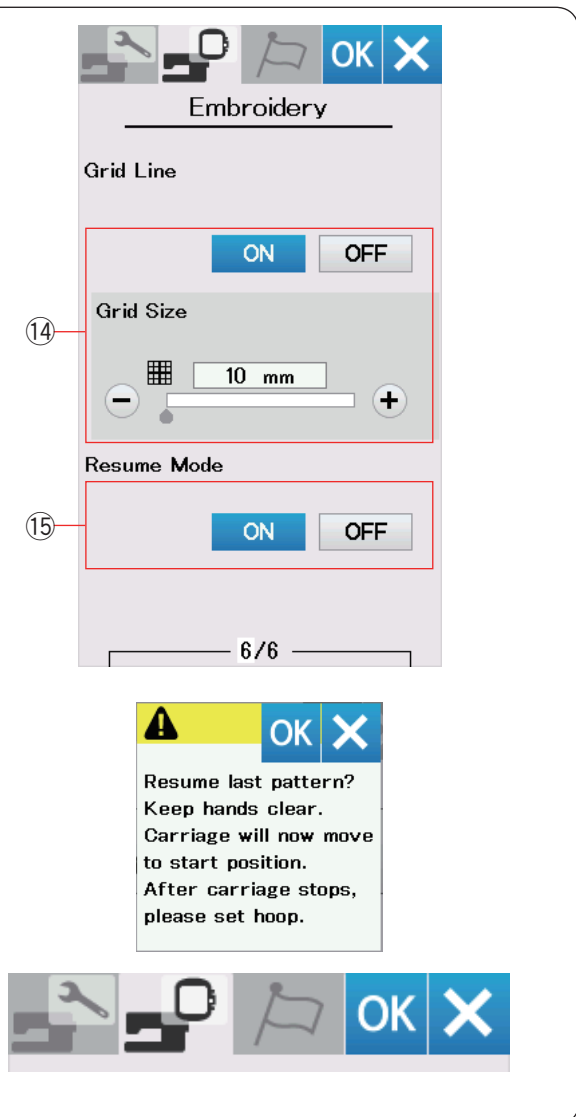 OK
Embroidery
Grid Line
ON OFF
Grid Size
⑭
10 mm
Resume Mode
⑮
ON OFF
6/6
OK
Resume last pattern?
Keep hands clear.
Carriage will now move
to start position.
After carriage stops,
please set hoop.
OK